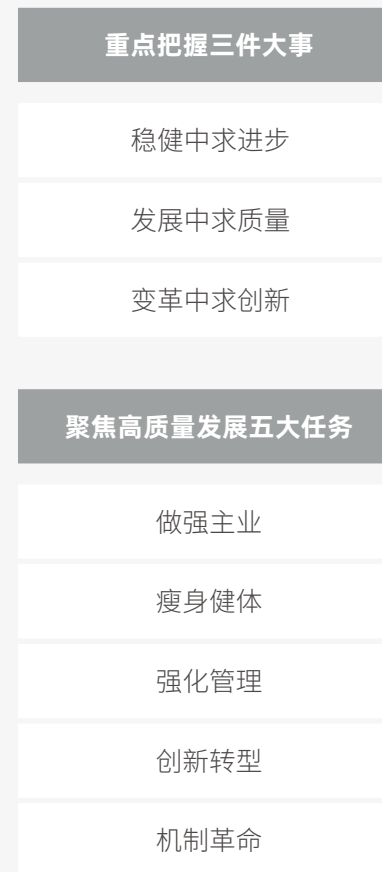 重点把握三件大事
稳健中求进步
发展中求质量
变革中求创新
聚焦高质量发展五大任务
做强主业
瘦身健体
强化管理
创新转型
机制革命